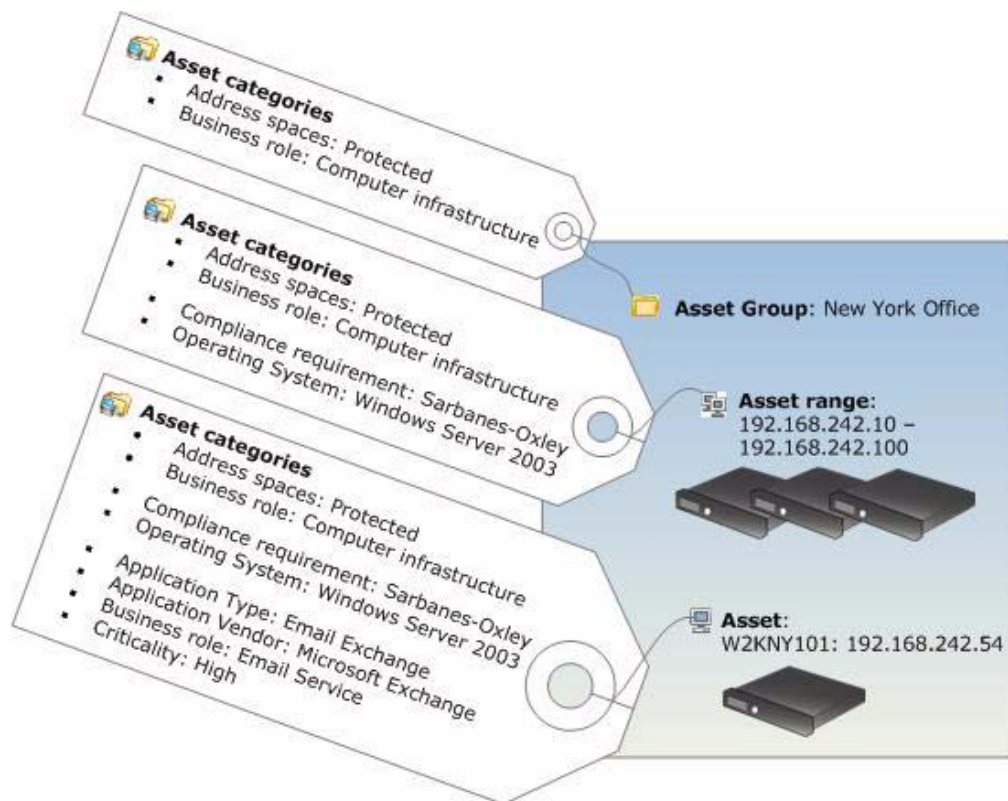 Asset categories
▪ Address spaces: Protected
▪ Business role: Computer infrastructure
Asset Group: New York Office
Asset categories
▪ Address spaces: Protected
▪ Business role: Computer infrastructure
▪ Compliance requirement: Sarbanes-Oxley
▪ Operating System: Windows Server 2003
Asset range:
192.168.242.10 –
192.168.242.100
Asset categories
▪ Address spaces: Protected
▪ Business role: Computer infrastructure
▪ Compliance requirement: Sarbanes-Oxley
▪ Operating System: Windows Server 2003
▪ Application Type: Email Exchange
▪ Application Vendor: Microsoft Exchange
▪ Business role: Email Service
▪ Criticality: High
Asset:
W2KNY101: 192.168.242.54